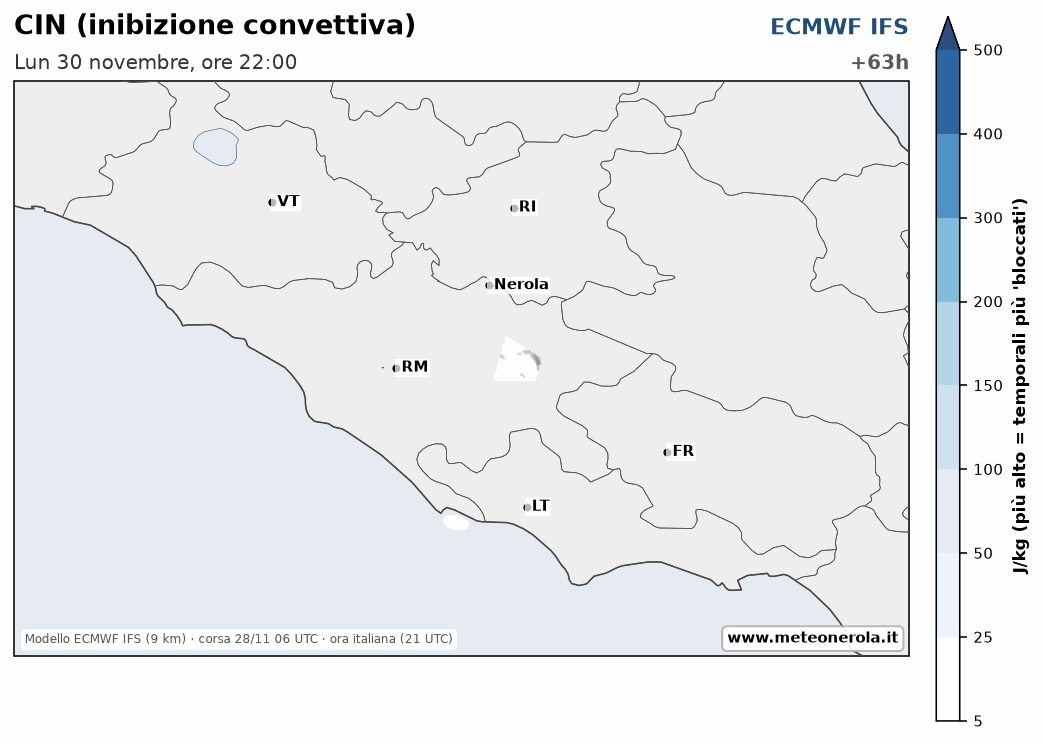 CIN (inibizione convettiva)
ECMWF IFS
Lun 30 novembre, ore 22:00
+63h
VT
RI
Nerola
RM
FR
LT
Modello ECMWF IFS (9 km) · corsa 28/11 06 UTC · ora italiana (21 UTC)
www.meteonerola.it
500
400
300
200
150
100
50
25
5
J/kg (più alto = temporali più 'bloccati')